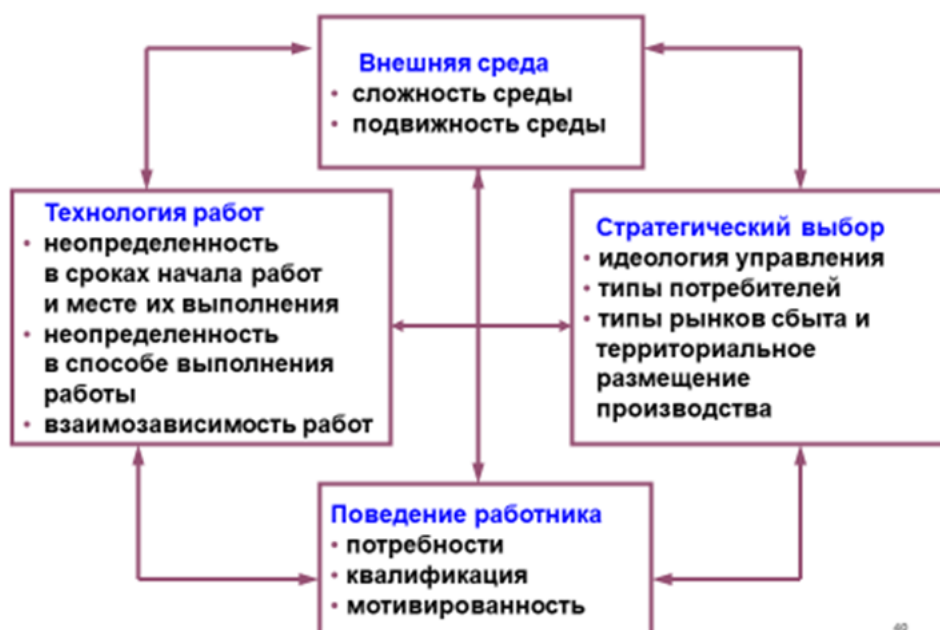 Внешняя среда
• сложность среды
• подвижность среды
Технология работ
• неопределенность
в сроках начала работ
и месте их выполнения
• неопределенность
в способе выполнения
работы
• взаимозависимость работ
Стратегический выбор
• идеология управления
• типы потребителей
• типы рынков сбыта и
территориальное
размещение
производства
Поведение работника
• потребности
• квалификация
• мотивированность